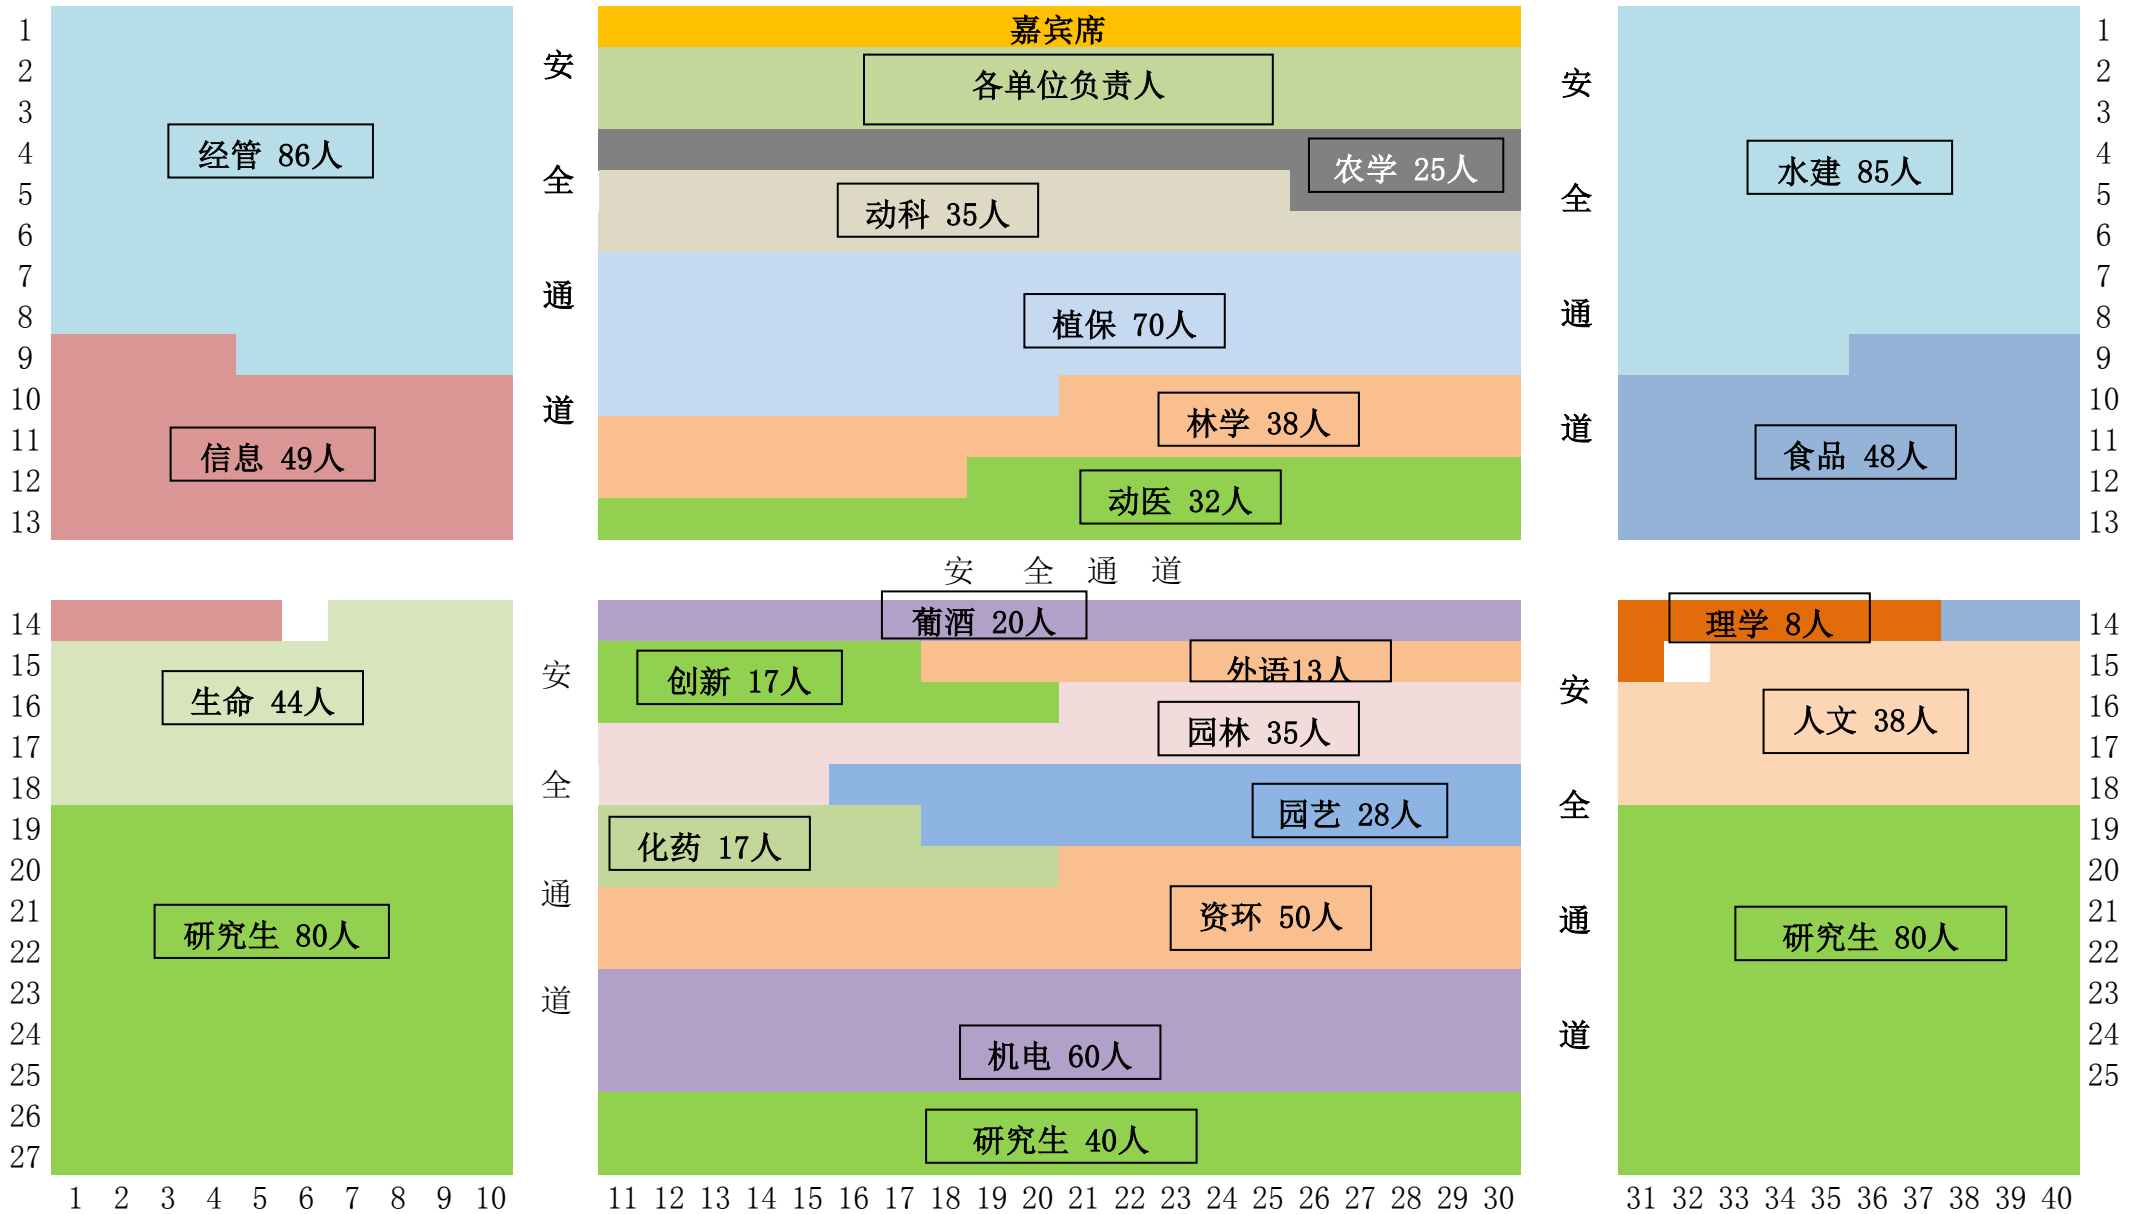 1 嘉宾席 1
2 安 各单位负责人 安 2
3 3
4 经管 86人 农学 25人 水建 85人 4
5 全 动科 35人 全 5
6 6
7 通 7
8 植保 70人 通 8
9 9
10 道 林学 38人 道 10
11 信息 49人 食品 48人 11
12 动医 32人 12
13 13
安 全 通 道
14 葡酒 20人 理学 8人 14
15 安 创新 17人 外语13人 安 15
16 生命 44人 园林 35人 人文 38人 16
17 17
18 全 园艺 28人 全 18
19 化药 17人 19
20 20
21 通 资环 50人 通 21
22 研究生 80人 研究生 80人 22
23 道 23
24 机电 60人 道 24
25 25
26 研究生 40人
27
1 2 3 4 5 6 7 8 9 10 11 12 13 14 15 16 17 18 19 20 21 22 23 24 25 26 27 28 29 30 31 32 33 34 35 36 37 38 39 40